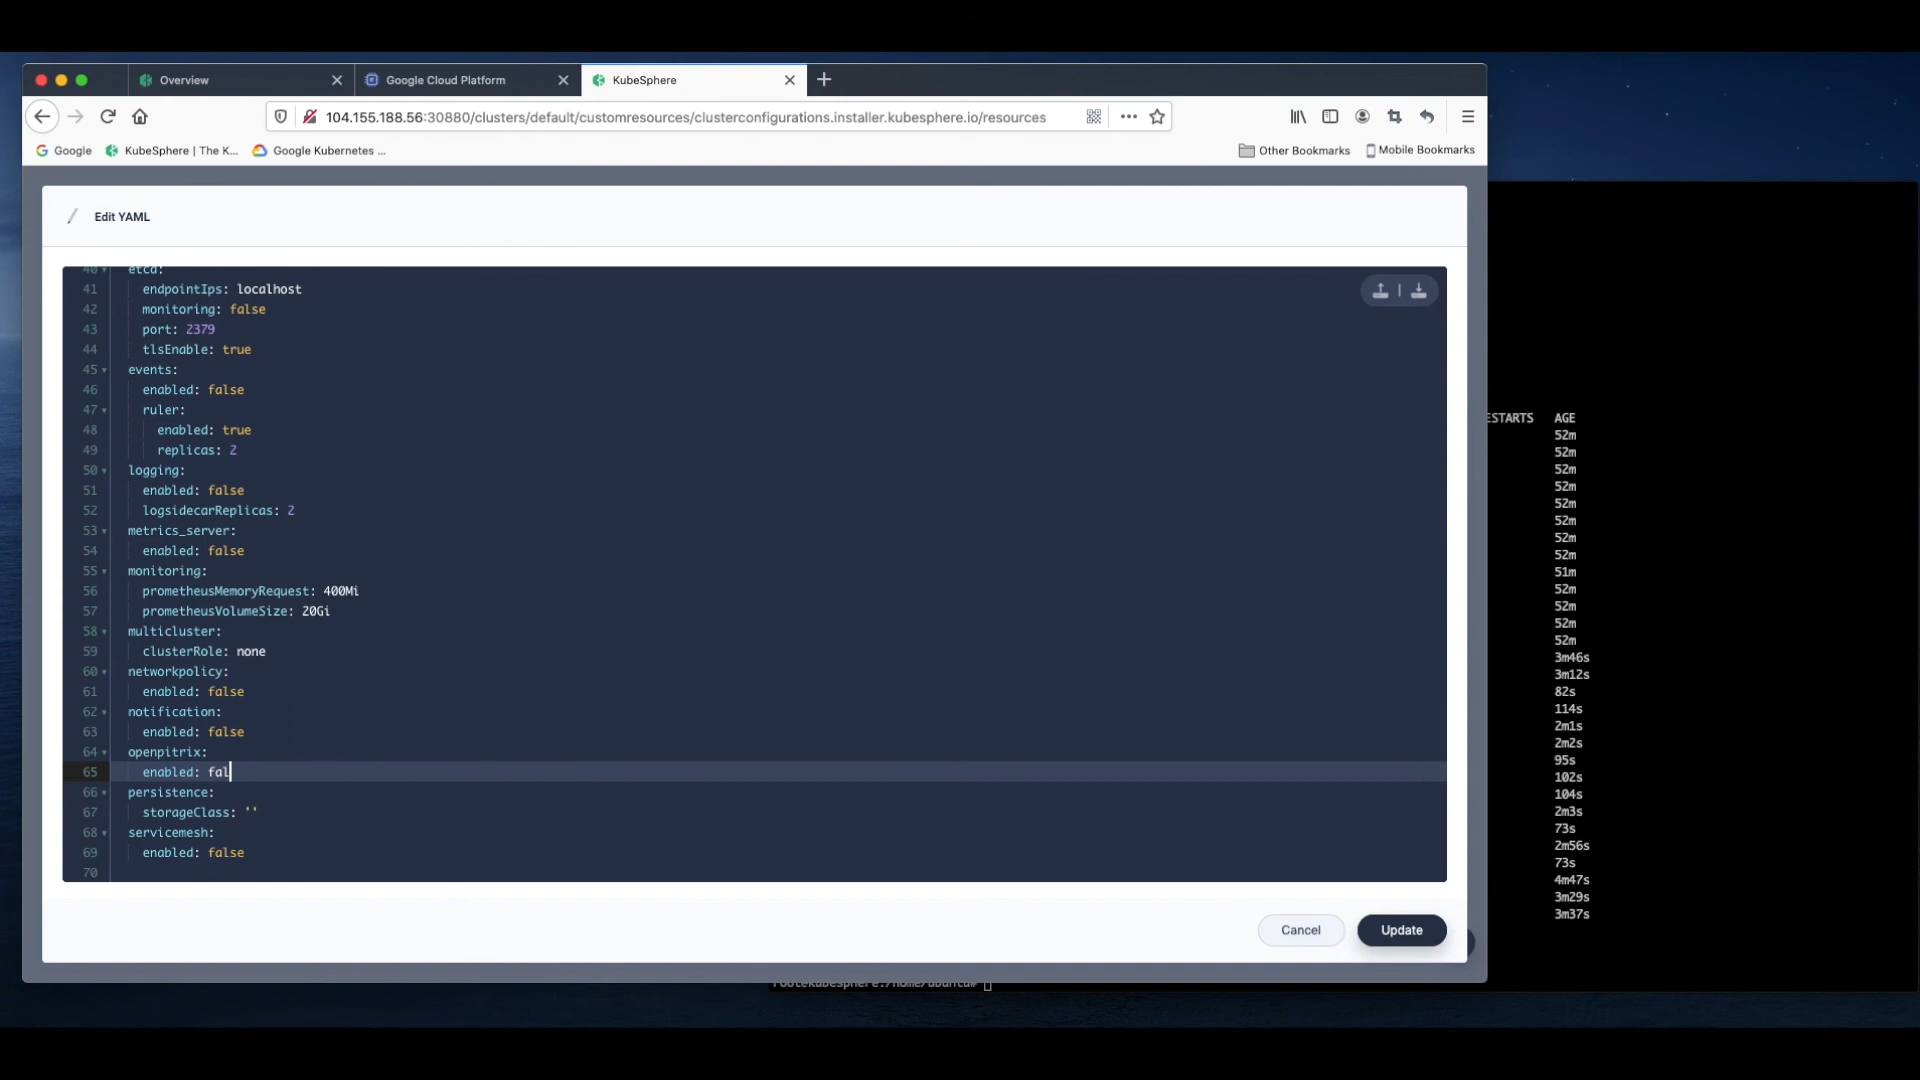 Overview
Google Cloud Platform
KubeSphere
104.155.188.56:30880/clusters/default/customresources/clusterconfigurations.installer.kubesphere.io/resources
Google
KubeSphere | The K...
Google Kubernetes ...
Other Bookmarks
Mobile Bookmarks
Edit YAML
40 etcd:
41 endpointIps: localhost
42 monitoring: false
43 port: 2379
44 tlsEnable: true
45 events:
46 enabled: false
47 ruler:
48 enabled: true
49 replicas: 2
50 logging:
51 enabled: false
52 logsidecarReplicas: 2
53 metrics_server:
54 enabled: false
55 monitoring:
56 prometheusMemoryRequest: 400Mi
57 prometheusVolumeSize: 20Gi
58 multicluster:
59 clusterRole: none
60 networkpolicy:
61 enabled: false
62 notification:
63 enabled: false
64 openpitrix:
65 enabled: fal
66 persistence:
67 storageClass: ''
68 servicemesh:
69 enabled: false
70
Cancel
Update
ESTARTS AGE
52m
52m
52m
52m
52m
52m
52m
52m
51m
52m
52m
52m
52m
3m46s
3m12s
82s
114s
2m1s
2m2s
95s
102s
104s
2m3s
73s
2m56s
73s
4m47s
3m29s
3m37s